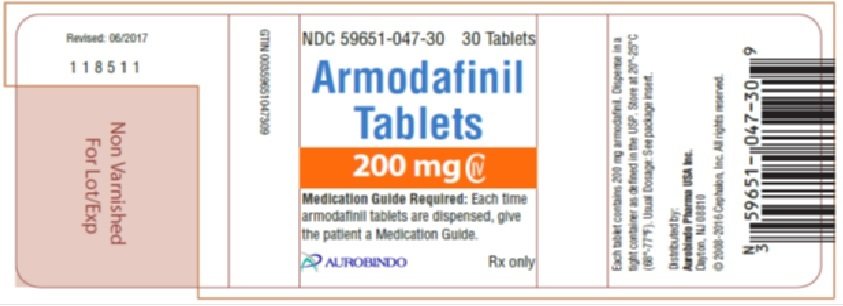 Revised: 06/2017
118511
Non Varnished
For Lot/Exp
GTIN 00359651047309
NDC 59651-047-30 30 Tablets
Armodafinil
Tablets
200 mg CIV
Medication Guide Required: Each time
armodafinil tablets are dispensed, give
the patient a Medication Guide.
AUROBINDO Rx only
Each tablet contains 200 mg armodafinil. Dispense in a
tight container as defined in the USP. Store at 20°-25°C
(68°-77°F). Usual Dosage: See package insert.
Distributed by:
Aurobindo Pharma USA Inc.
Dayton, NJ 08810
© 2008-2016 Cephalon, Inc. All rights reserved.
N
3 59651-047-30 9